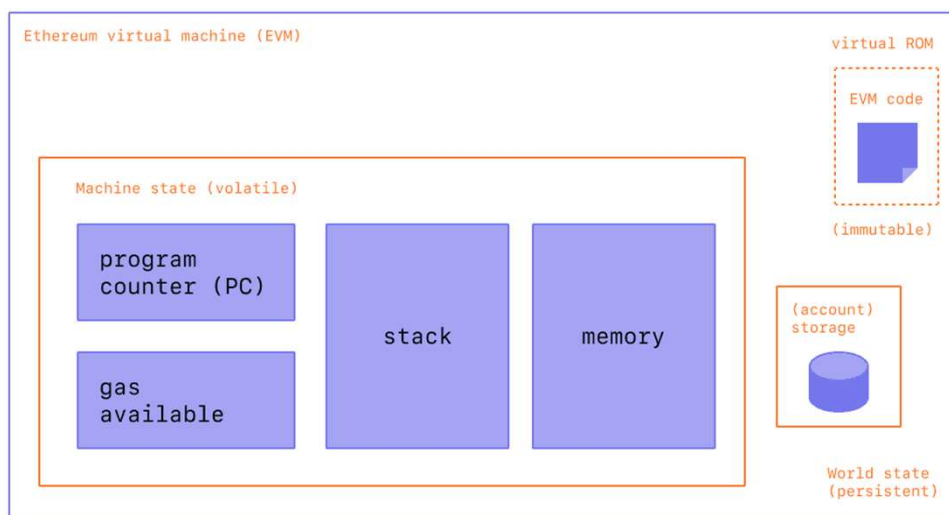 Ethereum virtual machine (EVM)
virtual ROM
EVM code
(immutable)
Machine state (volatile)
program
counter (PC)
gas
available
stack
memory
(account)
storage
World state
(persistent)